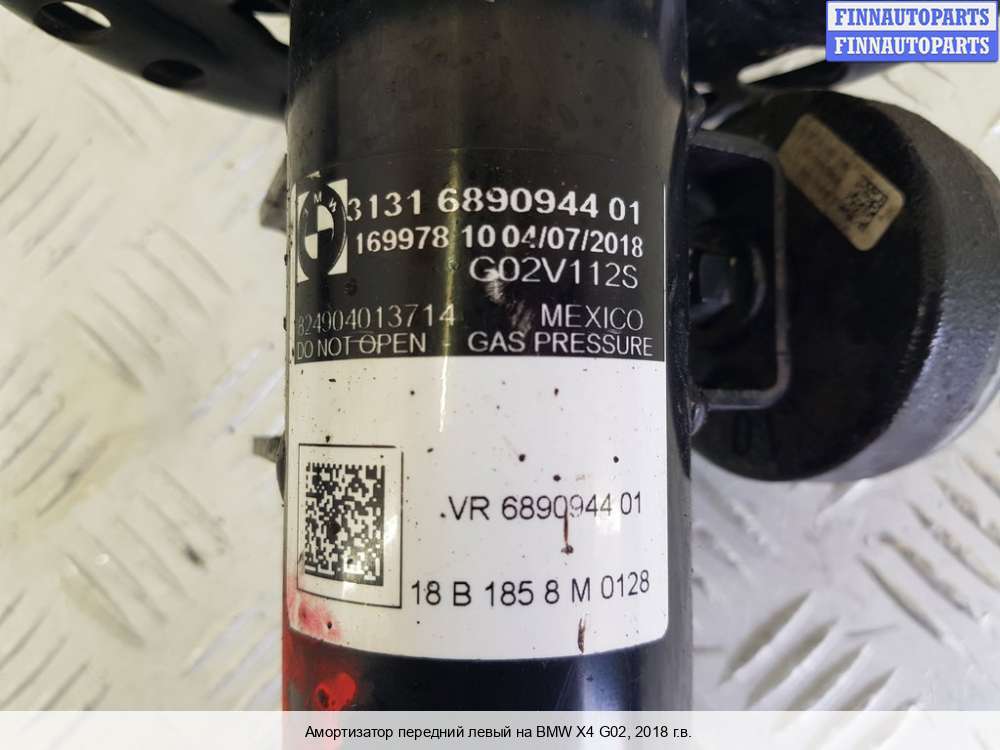 FINNAUTOPARTS
FINNAUTOPARTS
BMW
3131 6890944 01
169978 10 04/07/2018
G02V112S
824904013714 MEXICO
DO NOT OPEN GAS PRESSURE
VR 6890944 01
18 B 185 8 M 0128
Амортизатор передний левый на BMW X4 G02, 2018 г.в.